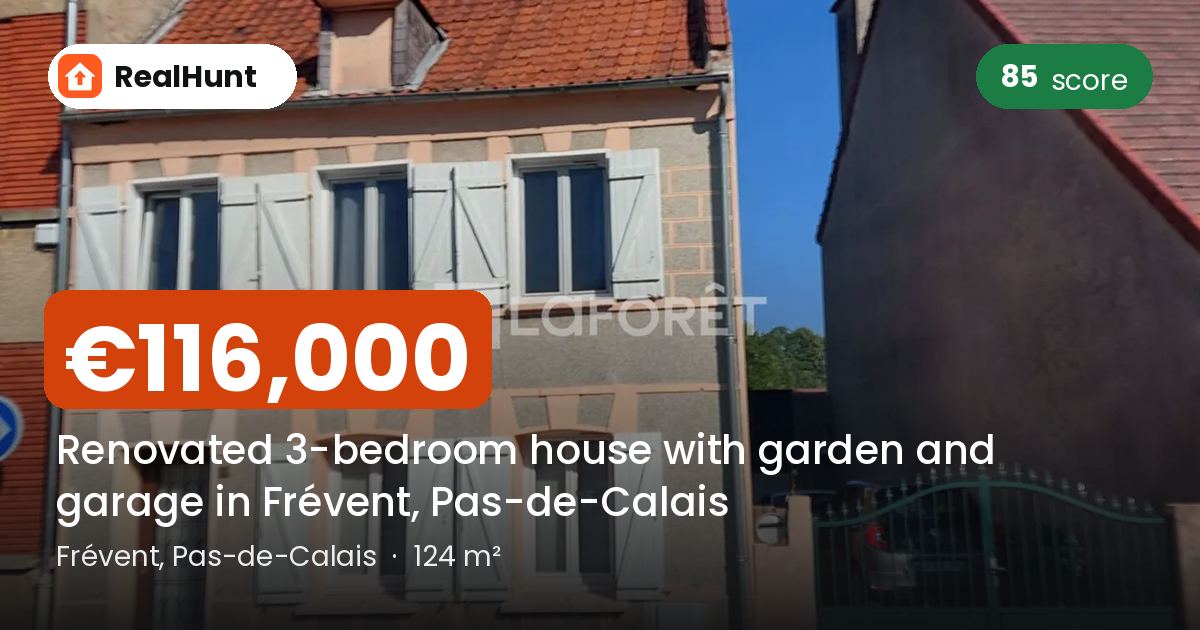 RealHunt
85 score
LaFORÊT
€116,000
Renovated 3-bedroom house with garden and
garage in Frévent, Pas-de-Calais
Frévent, Pas-de-Calais · 124 m²